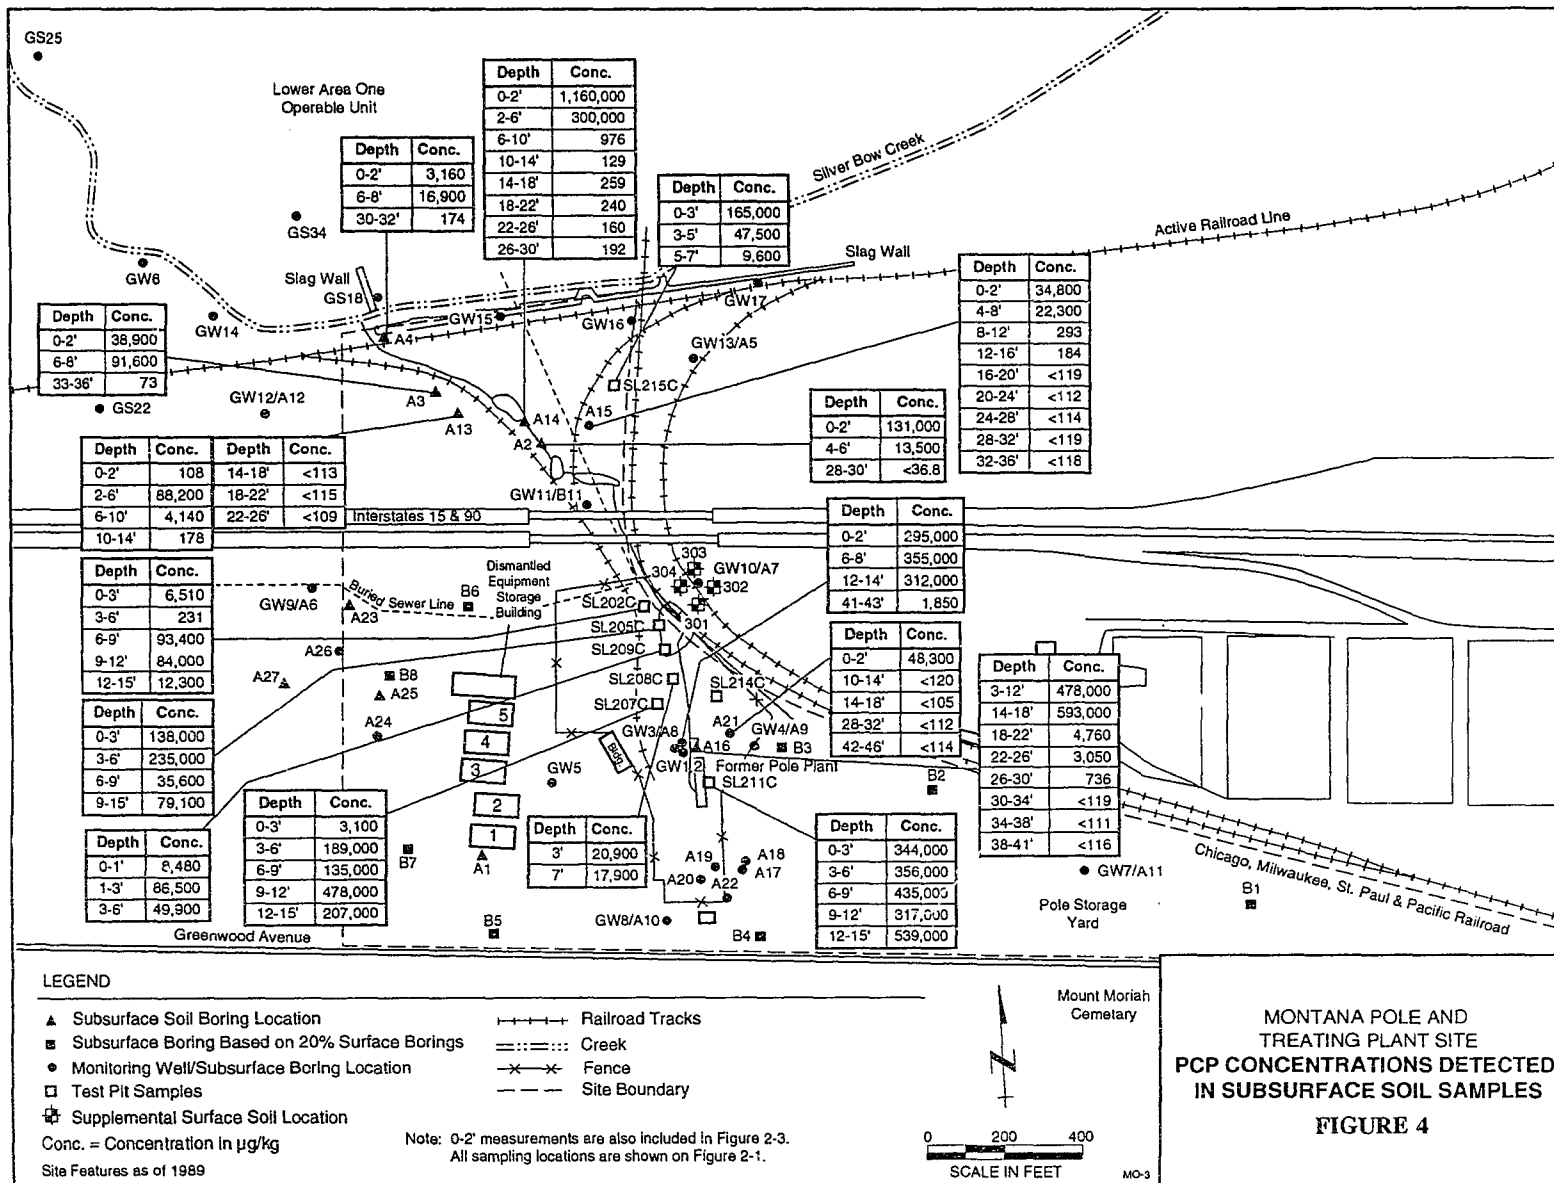 GS25
Lower Area One
Operable Unit
Depth Conc.
0-2' 1,160,000
2-6' 300,000
6-10' 976
10-14' 129
14-18' 259
18-22' 240
22-26' 160
26-30' 192
Depth Conc.
0-2' 3,160
6-8' 16,900
30-32' 174
Depth Conc.
0-3' 165,000
3-5' 47,500
5-7' 9,600
Silver Bow Creek
Active Railroad Line
GS34
GW6
Slag Wall
GS18
Slag Wall
GW17
GW14
GW15
GW16
GW13/A5
A4
Depth Conc.
0-2' 38,900
6-8' 91,600
33-36' 73
Depth Conc.
0-2' 34,800
4-8' 22,300
8-12' 293
12-16' 184
16-20' <119
20-24' <112
24-28' <114
28-32' <119
32-36' <118
GS22
GW12/A12
A3
A13
A14
A2
A15
SL215C
Depth Conc.
0-2' 131,000
4-6' 13,500
28-30' <36.8
Depth Conc. Depth Conc.
0-2' 108 14-18' <113
2-6' 88,200 18-22' <115
6-10' 4,140 22-26' <109
10-14' 178
GW11/B11
Interstates 15 & 90
Depth Conc.
0-2' 295,000
6-8' 355,000
12-14' 312,000
41-43' 1,850
Dismantled
Equipment
Storage
Building
303
GW10/A7
304
302
301
Depth Conc.
0-3' 6,510
3-6' 231
6-9' 93,400
9-12' 84,000
12-15' 12,300
GW9/A6
Buried Sewer Line
B6
A23
SL202C
SL205C
SL209C
SL208C
SL207C
SL214C
Depth Conc.
0-2' 48,300
10-14' <120
14-18' <105
28-32' <112
42-46' <114
Depth Conc.
3-12' 478,000
14-18' 593,000
18-22' 4,760
22-26' 3,050
26-30' 736
30-34' <119
34-38' <111
38-41' <116
A26
A27
B8
A25
A24
Depth Conc.
0-3' 138,000
3-6' 235,000
6-9' 35,600
9-15' 79,100
5
4
3
2
1
Bldg.
GW3/A8
A21
GW4/A9
A16
B3
GW1
2
Former Pole Plant
SL211C
GW5
B2
Depth Conc.
0-1' 8,480
1-3' 86,500
3-6' 49,900
Depth Conc.
0-3' 3,100
3-6' 189,000
6-9' 135,000
9-12' 478,000
12-15' 207,000
B7
A1
B5
Depth Conc.
3' 20,900
7' 17,900
A19
A18
A17
A20
A22
GW8/A10
B4
Depth Conc.
0-3' 344,000
3-6' 356,000
6-9' 435,000
9-12' 317,000
12-15' 539,000
GW7/A11
B1
Pole Storage
Yard
Chicago, Milwaukee, St. Paul & Pacific Railroad
Greenwood Avenue
LEGEND
Subsurface Soil Boring Location
Subsurface Boring Based on 20% Surface Borings
Monitoring Well/Subsurface Boring Location
Test Pit Samples
Supplemental Surface Soil Location
Conc. = Concentration in µg/kg
Site Features as of 1989
Railroad Tracks
Creek
Fence
Site Boundary
Note: 0-2' measurements are also included in Figure 2-3.
All sampling locations are shown on Figure 2-1.
N
0 200 400
SCALE IN FEET
Mount Moriah
Cemetary
MO-3
MONTANA POLE AND
TREATING PLANT SITE
PCP CONCENTRATIONS DETECTED
IN SUBSURFACE SOIL SAMPLES
FIGURE 4